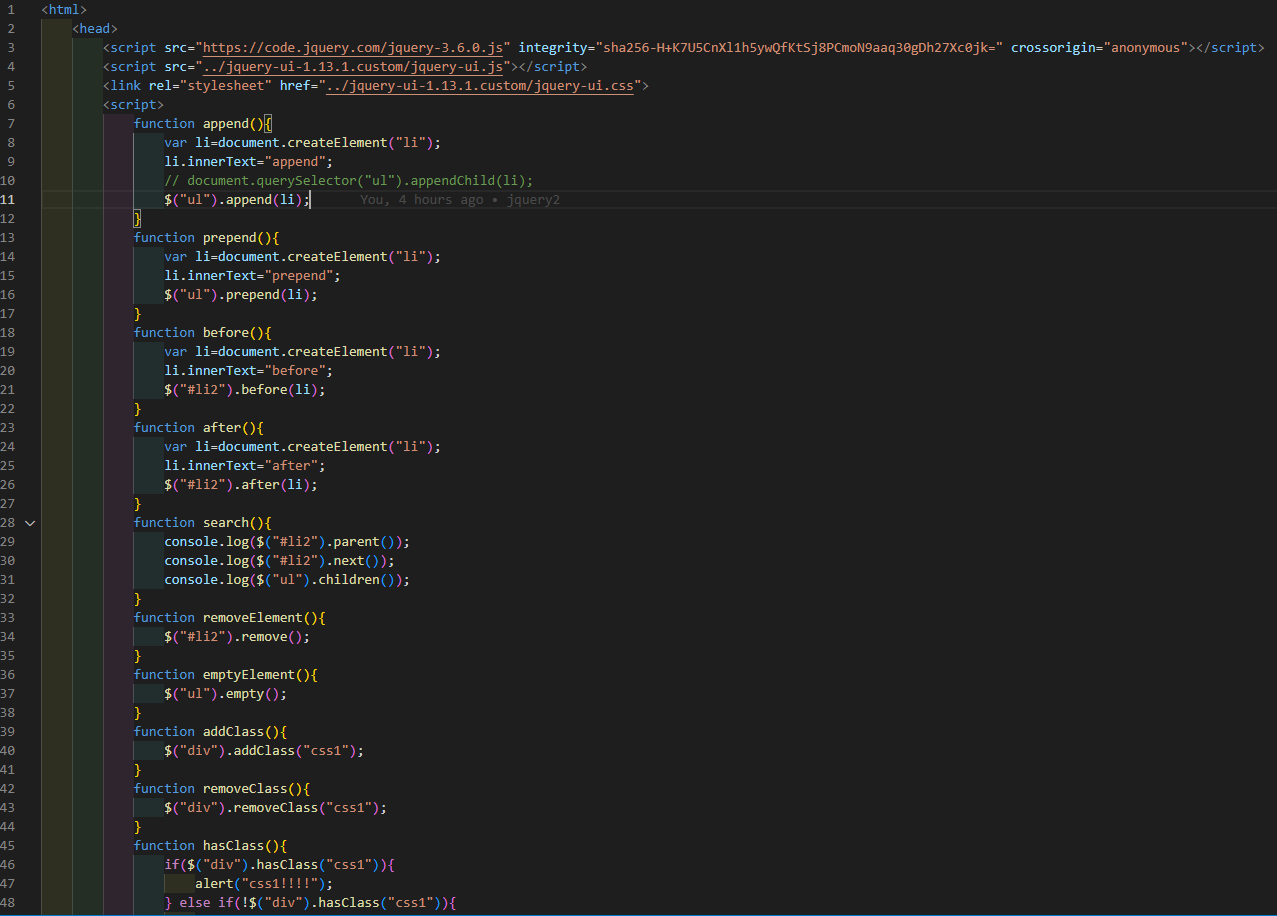 1 <html>
2 <head>
3 <script src="https://code.jquery.com/jquery-3.6.0.js" integrity="sha256-H+K7U5CnXl1h5ywQfKtSj8PCmoN9aaq30gDh27Xc0jk=" crossorigin="anonymous"></script>
4 <script src="../jquery-ui-1.13.1.custom/jquery-ui.js"></script>
5 <link rel="stylesheet" href="../jquery-ui-1.13.1.custom/jquery-ui.css">
6 <script>
7 function append(){
8 var li=document.createElement("li");
9 li.innerText="append";
10 // document.querySelector("ul").appendChild(li);
11 $("ul").append(li); You, 4 hours ago • jquery2
12 }
13 function prepend(){
14 var li=document.createElement("li");
15 li.innerText="prepend";
16 $("ul").prepend(li);
17 }
18 function before(){
19 var li=document.createElement("li");
20 li.innerText="before";
21 $("#li2").before(li);
22 }
23 function after(){
24 var li=document.createElement("li");
25 li.innerText="after";
26 $("#li2").after(li);
27 }
28 function search(){
29 console.log($("#li2").parent());
30 console.log($("#li2").next());
31 console.log($("ul").children());
32 }
33 function removeElement(){
34 $("#li2").remove();
35 }
36 function emptyElement(){
37 $("ul").empty();
38 }
39 function addClass(){
40 $("div").addClass("css1");
41 }
42 function removeClass(){
43 $("div").removeClass("css1");
44 }
45 function hasClass(){
46 if($("div").hasClass("css1")){
47 alert("css1!!!!");
48 } else if(!$("div").hasClass("css1")){